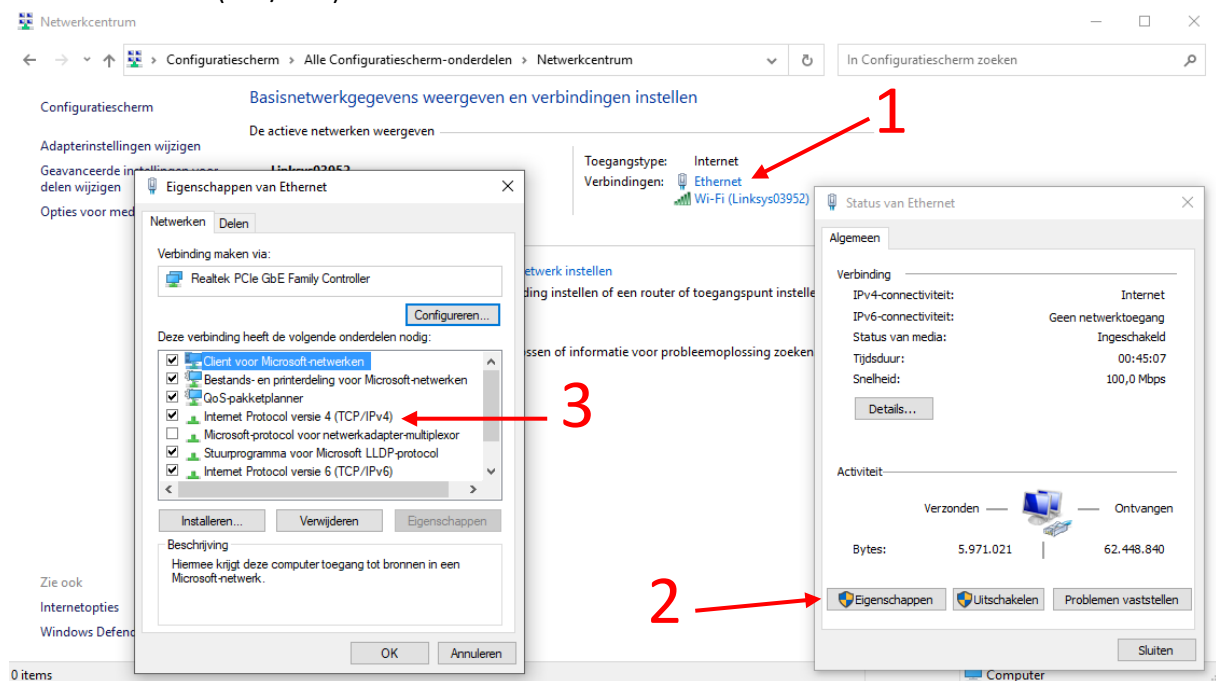 Netwerkcentrum
Configuratiescherm > Alle Configuratiescherm-onderdelen > Netwerkcentrum
In Configuratiescherm zoeken
Configuratiescherm
Adapterinstellingen wijzigen
Geavanceerde instellingen voor
delen wijzigen
Opties voor med
Basisnetwerkgegevens weergeven en verbindingen instellen
De actieve netwerken weergeven
Linksys03952
Toegangstype: Internet
Verbindingen: Ethernet
Wi-Fi (Linksys03952)
1
etwerk instellen
ding instellen of een router of toegangspunt instelle
ssen of informatie voor probleemoplossing zoeken
Zie ook
Internetopties
Windows Defend
0 items
Computer
Eigenschappen van Ethernet
Netwerken Delen
Verbinding maken via:
Realtek PCIe GbE Family Controller
Configureren...
Deze verbinding heeft de volgende onderdelen nodig:
Client voor Microsoft-netwerken
Bestands- en printerdeling voor Microsoft-netwerken
QoS-pakketplanner
Internet Protocol versie 4 (TCP/IPv4)
Microsoft-protocol voor netwerkadapter-multiplexor
Stuurprogramma voor Microsoft LLDP-protocol
Internet Protocol versie 6 (TCP/IPv6)
3
Installeren... Verwijderen Eigenschappen
Beschrijving
Hiermee krijgt deze computer toegang tot bronnen in een
Microsoft-netwerk.
OK Annuleren
Status van Ethernet
Algemeen
Verbinding
IPv4-connectiviteit: Internet
IPv6-connectiviteit: Geen netwerktoegang
Status van media: Ingeschakeld
Tijdsduur: 00:45:07
Snelheid: 100,0 Mbps
Details...
Activiteit
Verzonden Ontvangen
Bytes: 5.971.021 62.448.840
2
Eigenschappen Uitschakelen Problemen vaststellen
Sluiten